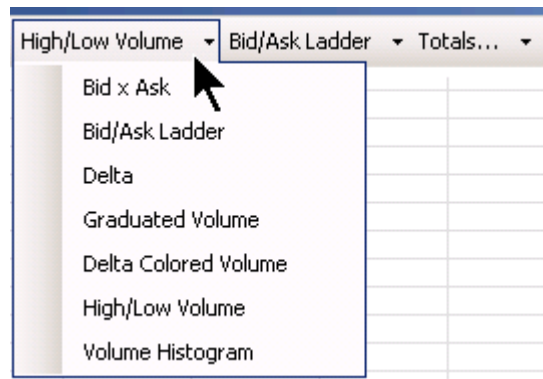 High/Low Volume Bid/Ask Ladder Totals...
Bid x Ask
Bid/Ask Ladder
Delta
Graduated Volume
Delta Colored Volume
High/Low Volume
Volume Histogram